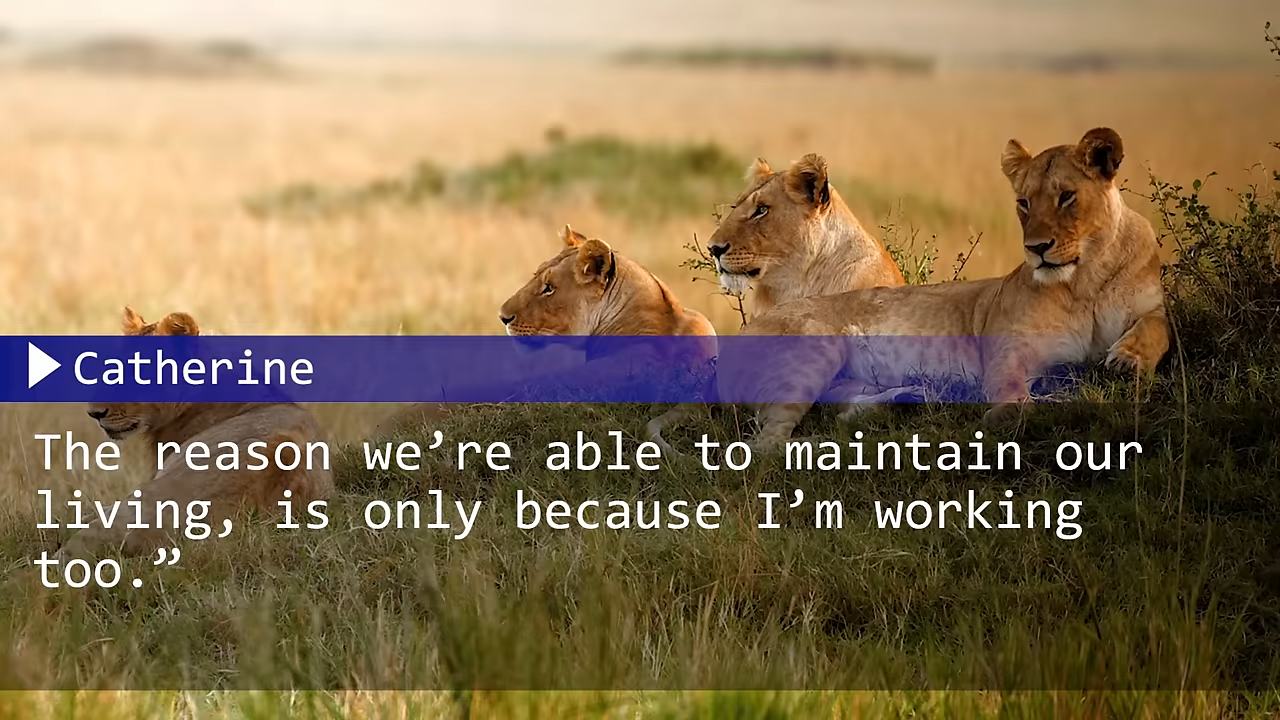 Catherine
The reason we’re able to maintain our
living, is only because I’m working
too.”